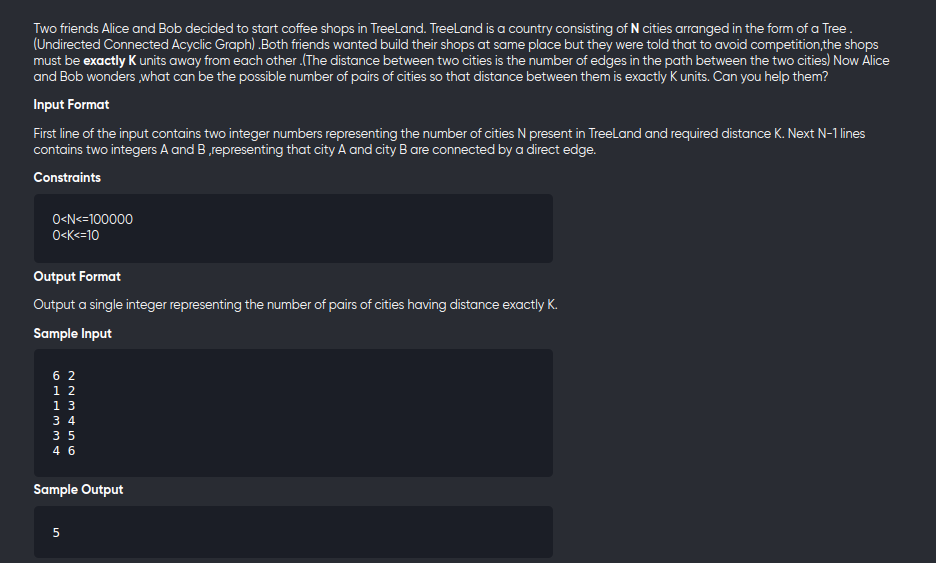 Two friends Alice and Bob decided to start coffee shops in TreeLand. TreeLand is a country consisting of N cities arranged in the form of a Tree .
(Undirected Connected Acyclic Graph) .Both friends wanted build their shops at same place but they were told that to avoid competition,the shops
must be exactly K units away from each other .(The distance between two cities is the number of edges in the path between the two cities) Now Alice
and Bob wonders ,what can be the possible number of pairs of cities so that distance between them is exactly K units. Can you help them?
Input Format
First line of the input contains two integer numbers representing the number of cities N present in TreeLand and required distance K. Next N-1 lines
contains two integers A and B ,representing that city A and city B are connected by a direct edge.
Constraints
0<N<=100000
0<K<=10
Output Format
Output a single integer representing the number of pairs of cities having distance exactly K.
Sample Input
6 2
1 2
1 3
3 4
3 5
4 6
Sample Output
5